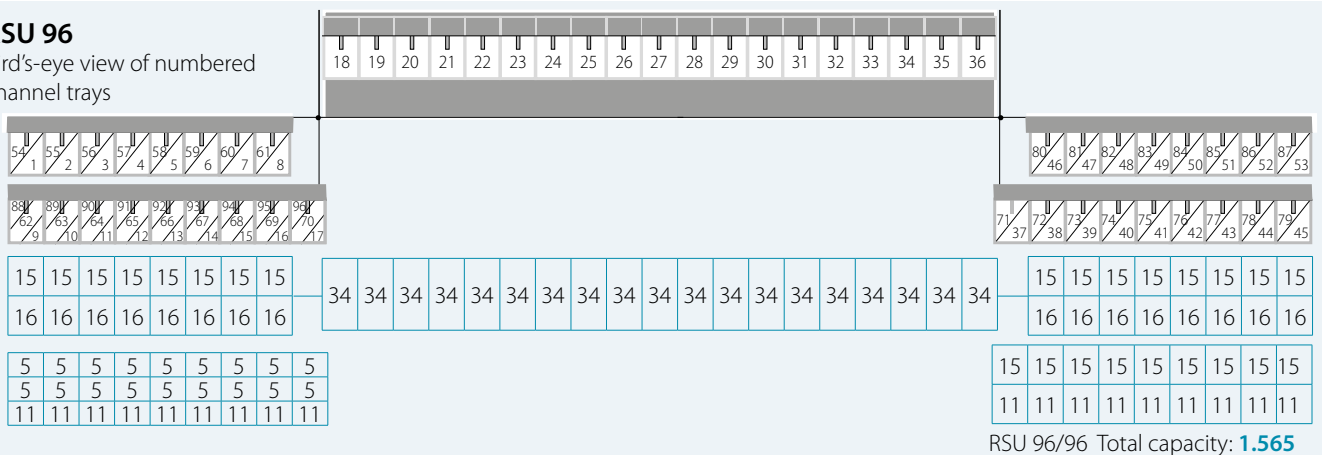 SU 96
rd's-eye view of numbered
hannel trays
18 19 20 21 22 23 24 25 26 27 28 29 30 31 32 33 34 35 36
54 55 56 57 58 59 60 61
1 2 3 4 5 6 7 8
80 81 82 83 84 85 86 87
46 47 48 49 50 51 52 53
88 89 90 91 92 93 94 95 96
62 63 64 65 66 67 68 69 70
9 10 11 12 13 14 15 16 17
71 72 73 74 75 76 77 78 79
37 38 39 40 41 42 43 44 45
15 15 15 15 15 15 15 15
16 16 16 16 16 16 16 16
34 34 34 34 34 34 34 34 34 34 34 34 34 34 34 34 34 34 34
15 15 15 15 15 15 15 15
16 16 16 16 16 16 16 16
5 5 5 5 5 5 5 5 5
5 5 5 5 5 5 5 5 5
11 11 11 11 11 11 11 11 11
15 15 15 15 15 15 15 15 15
11 11 11 11 11 11 11 11 11
RSU 96/96 Total capacity: 1.565